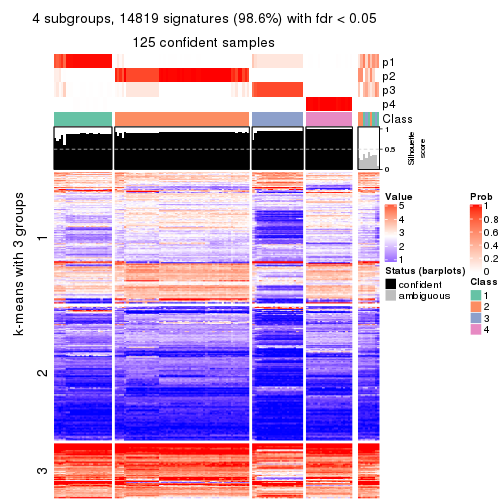 4 subgroups, 14819 signatures (98.6%) with fdr < 0.05
125 confident samples
p1
p2
p3
p4
Class
1
0.5
0
Silhouette
score
k-means with 3 groups
1
2
3
Value
5
4
3
2
1
Status (barplots)
confident
ambiguous
Prob
1
0.8
0.6
0.4
0.2
0
Class
1
2
3
4